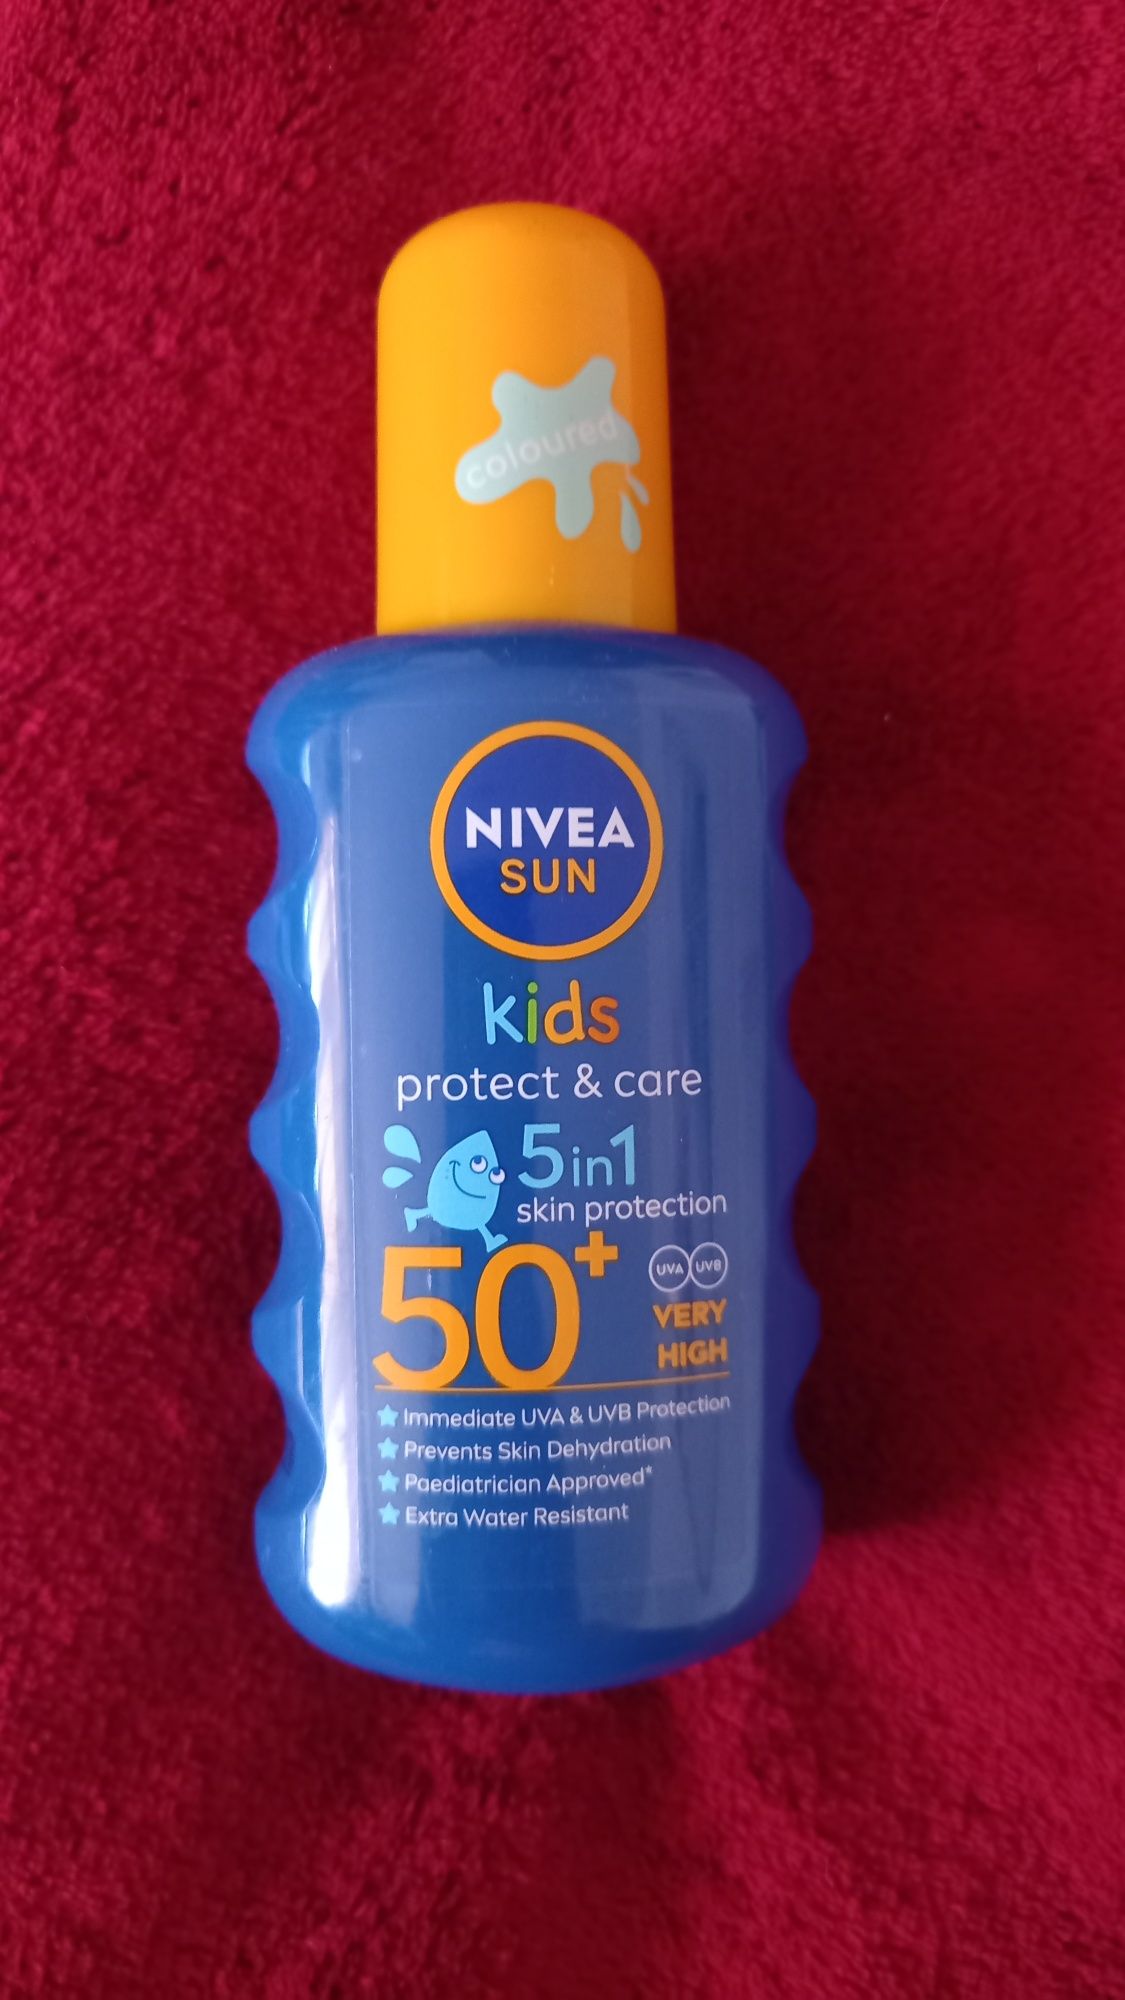 coloured
NIVEA
SUN
kids
protect & care
5in1
skin protection
50+
UVA UVB
VERY
HIGH
Immediate UVA & UVB Protection
Prevents Skin Dehydration
Paediatrician Approved*
Extra Water Resistant